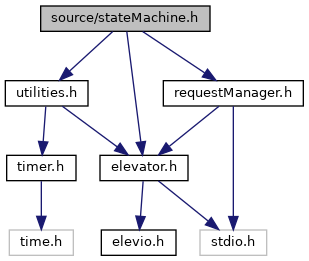 source/stateMachine.h
utilities.h
requestManager.h
timer.h
elevator.h
time.h
elevio.h
stdio.h